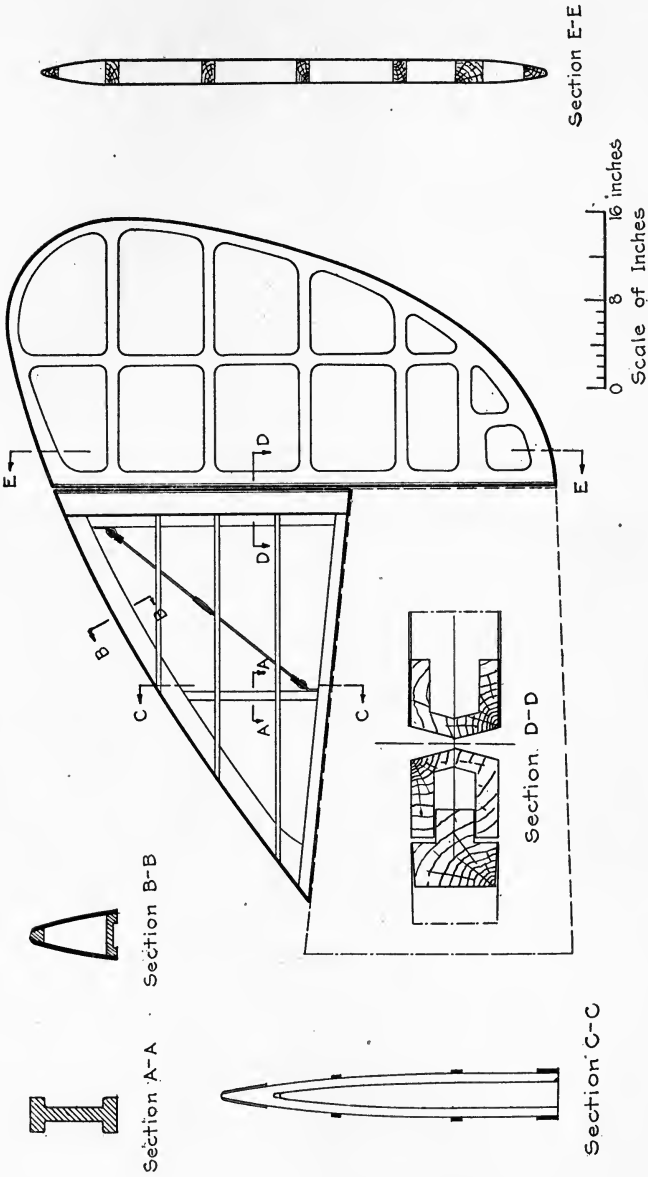 Section E-E
E
E
D
D
B
B
A
A
C
C
0 8 16 inches
Scale of Inches
Section D-D
Section B-B
Section A-A
Section C-C